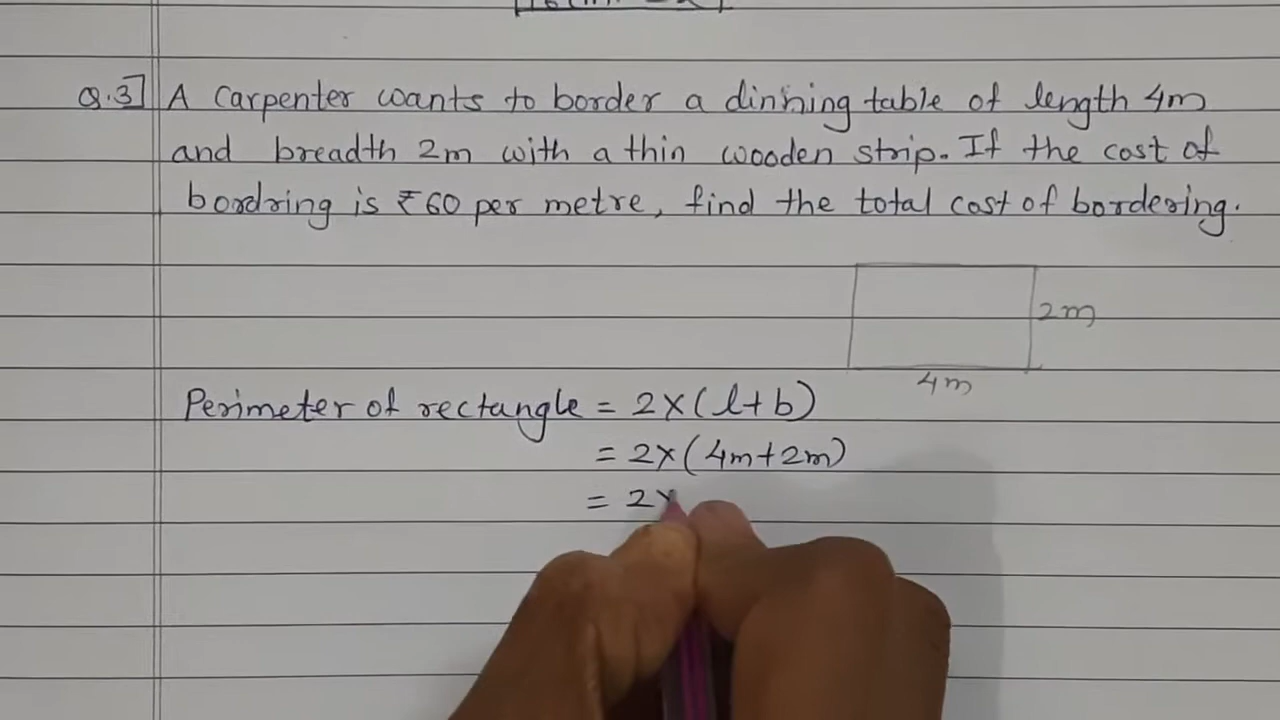 Q.3] A Carpenter wants to border a dinning table of length 4m
and breadth 2m with a thin wooden strip. If the cost of
bordring is ₹60 per metre, find the total cost of bordering.
2m
4m
Perimeter of rectangle = 2×(l+b)
= 2×(4m+2m)
= 2×